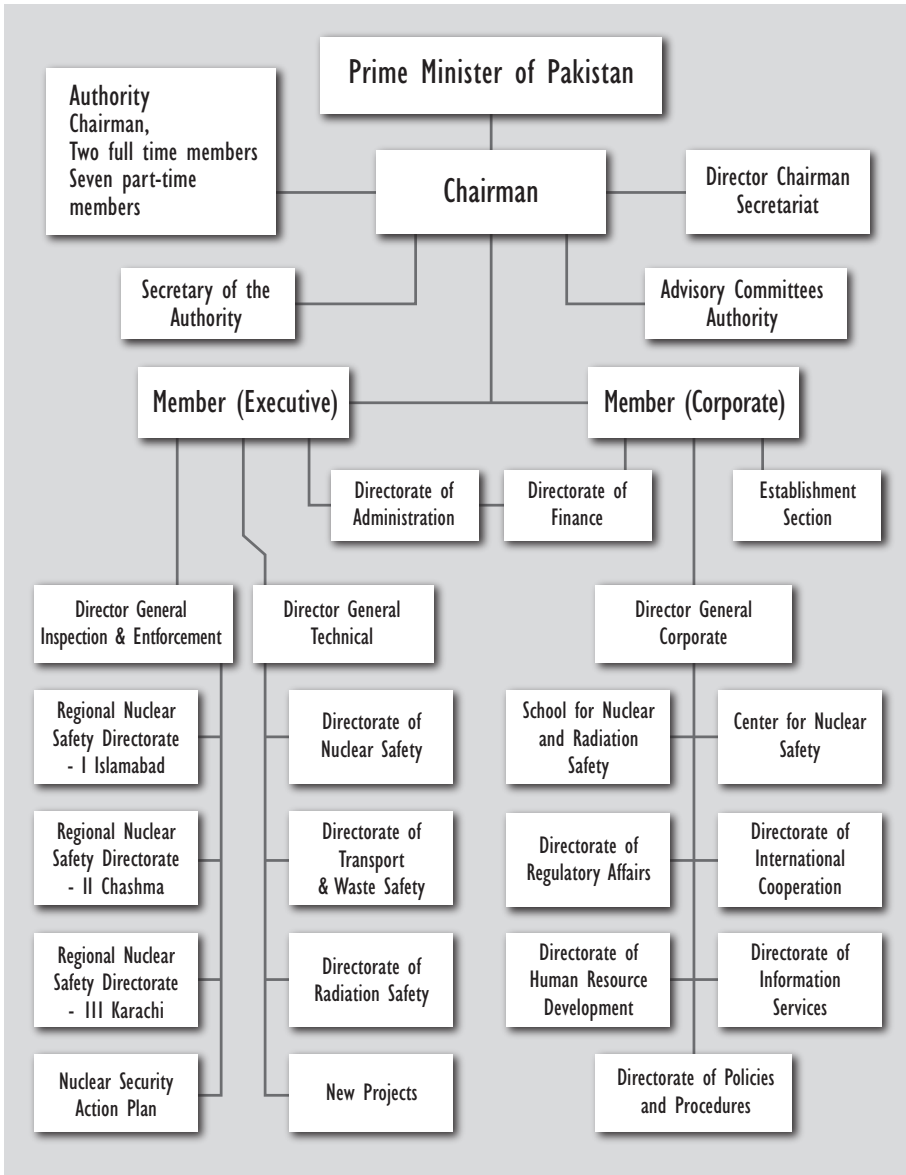 Prime Minister of Pakistan
Authority
Chairman,
Two full time members
Seven part-time
members
Chairman
Director Chairman
Secretariat
Secretary of the
Authority
Advisory Committees
Authority
Member (Executive)
Member (Corporate)
Directorate of
Administration
Directorate of
Finance
Establishment
Section
Director General
Inspection & Entforcement
Director General
Technical
Director General
Corporate
Regional Nuclear
Safety Directorate
- I Islamabad
Directorate of
Nuclear Safety
School for Nuclear
and Radiation
Safety
Center for Nuclear
Safety
Regional Nuclear
Safety Directorate
- II Chashma
Directorate of
Transport
& Waste Safety
Directorate of
Regulatory Affairs
Directorate of
International
Cooperation
Regional Nuclear
Safety Directorate
- III Karachi
Directorate of
Radiation Safety
Directorate of
Human Resource
Development
Directorate of
Information
Services
Nuclear Security
Action Plan
New Projects
Directorate of Policies
and Procedures